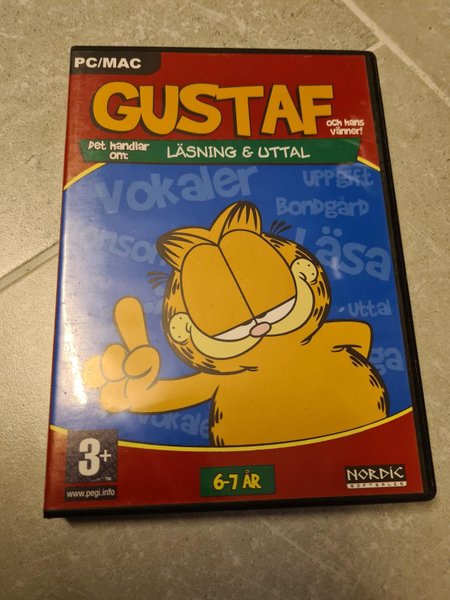 PC/MAC
GUSTAF
och hans
vänner!
Det handlar
om:
LÄSNING & UTTAL
Vokaler
uppgift
Bondgård
Läsa
Uttal
Vokaler
3+
www.pegi.info
6-7 ÅR
NORDIC
SOFTSALES